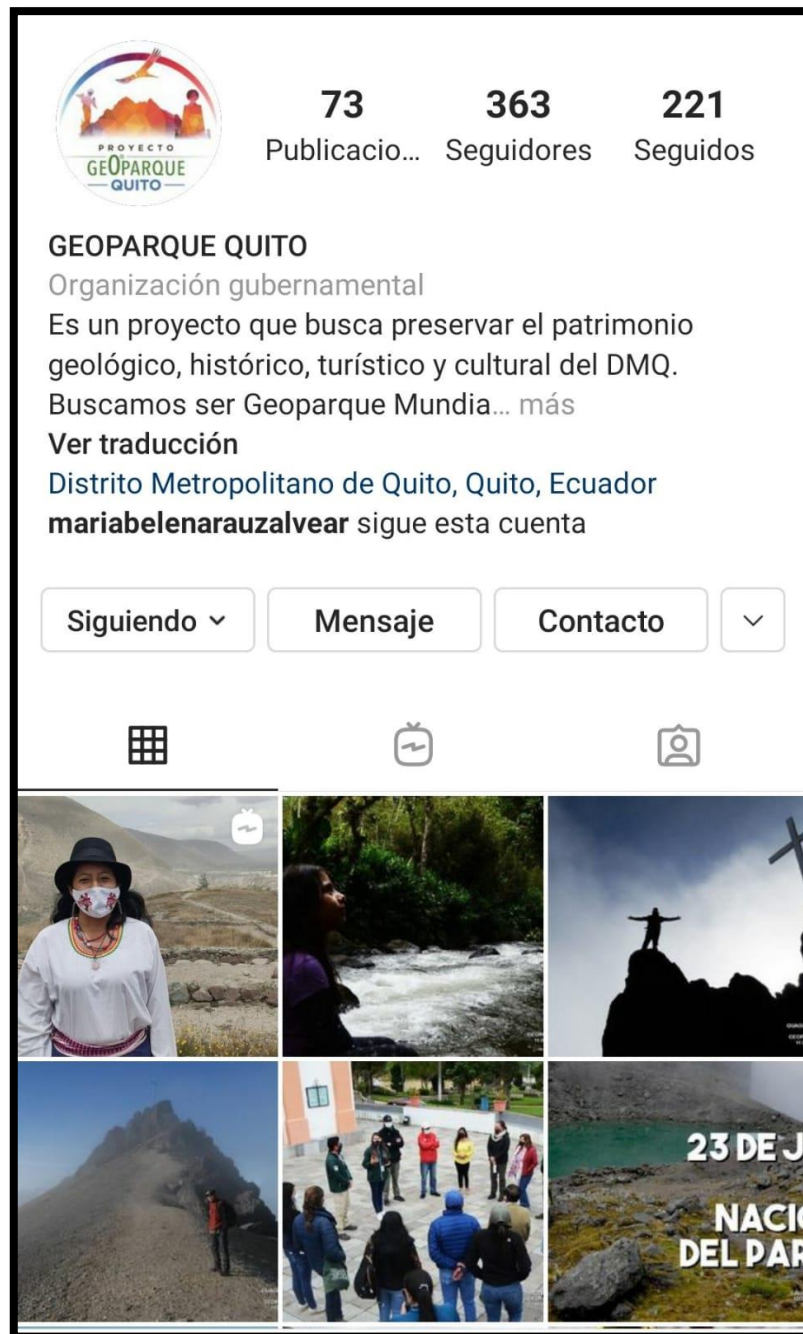 PROYECTO
GEOPARQUE
QUITO
73
363
221
Publicacio...
Seguidores
Seguidos
GEOPARQUE QUITO
Organización gubernamental
Es un proyecto que busca preservar el patrimonio
geológico, histórico, turístico y cultural del DMQ.
Buscamos ser Geoparque Mundia... más
Ver traducción
Distrito Metropolitano de Quito, Quito, Ecuador
mariabelenarauzalvear sigue esta cuenta
Siguiendo
Mensaje
Contacto
23 DE J
NACIO
DEL PAR